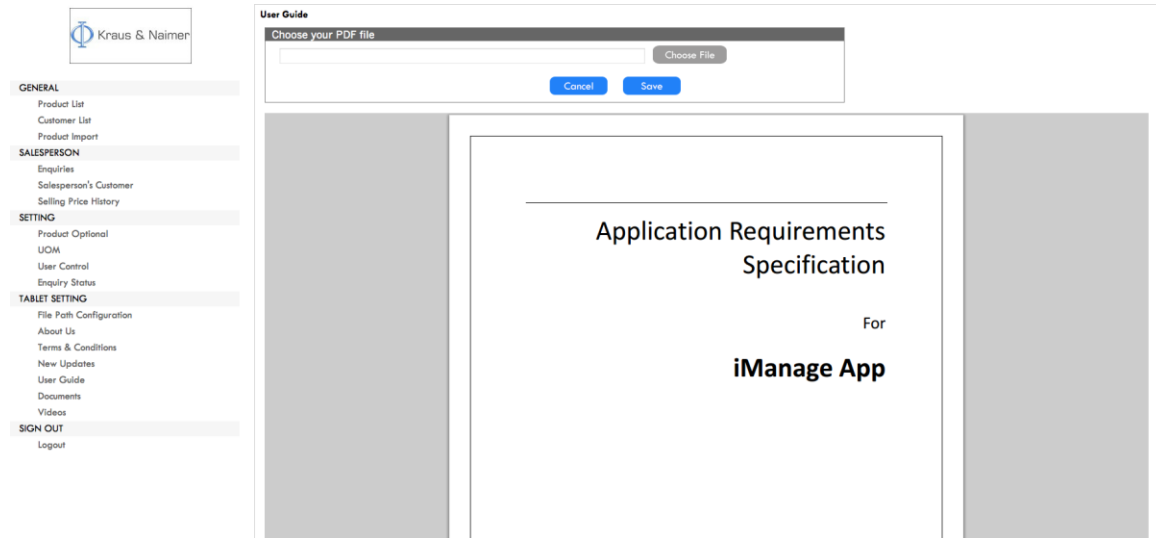 Kraus & Naimer
GENERAL
Product List
Customer List
Product Import
SALESPERSON
Enquiries
Salesperson's Customer
Selling Price History
SETTING
Product Optional
UOM
User Control
Enquiry Status
TABLET SETTING
File Path Configuration
About Us
Terms & Conditions
New Updates
User Guide
Documents
Videos
SIGN OUT
Logout
User Guide
Choose your PDF file
Choose File
Cancel Save
Application Requirements
Specification
For
iManage App